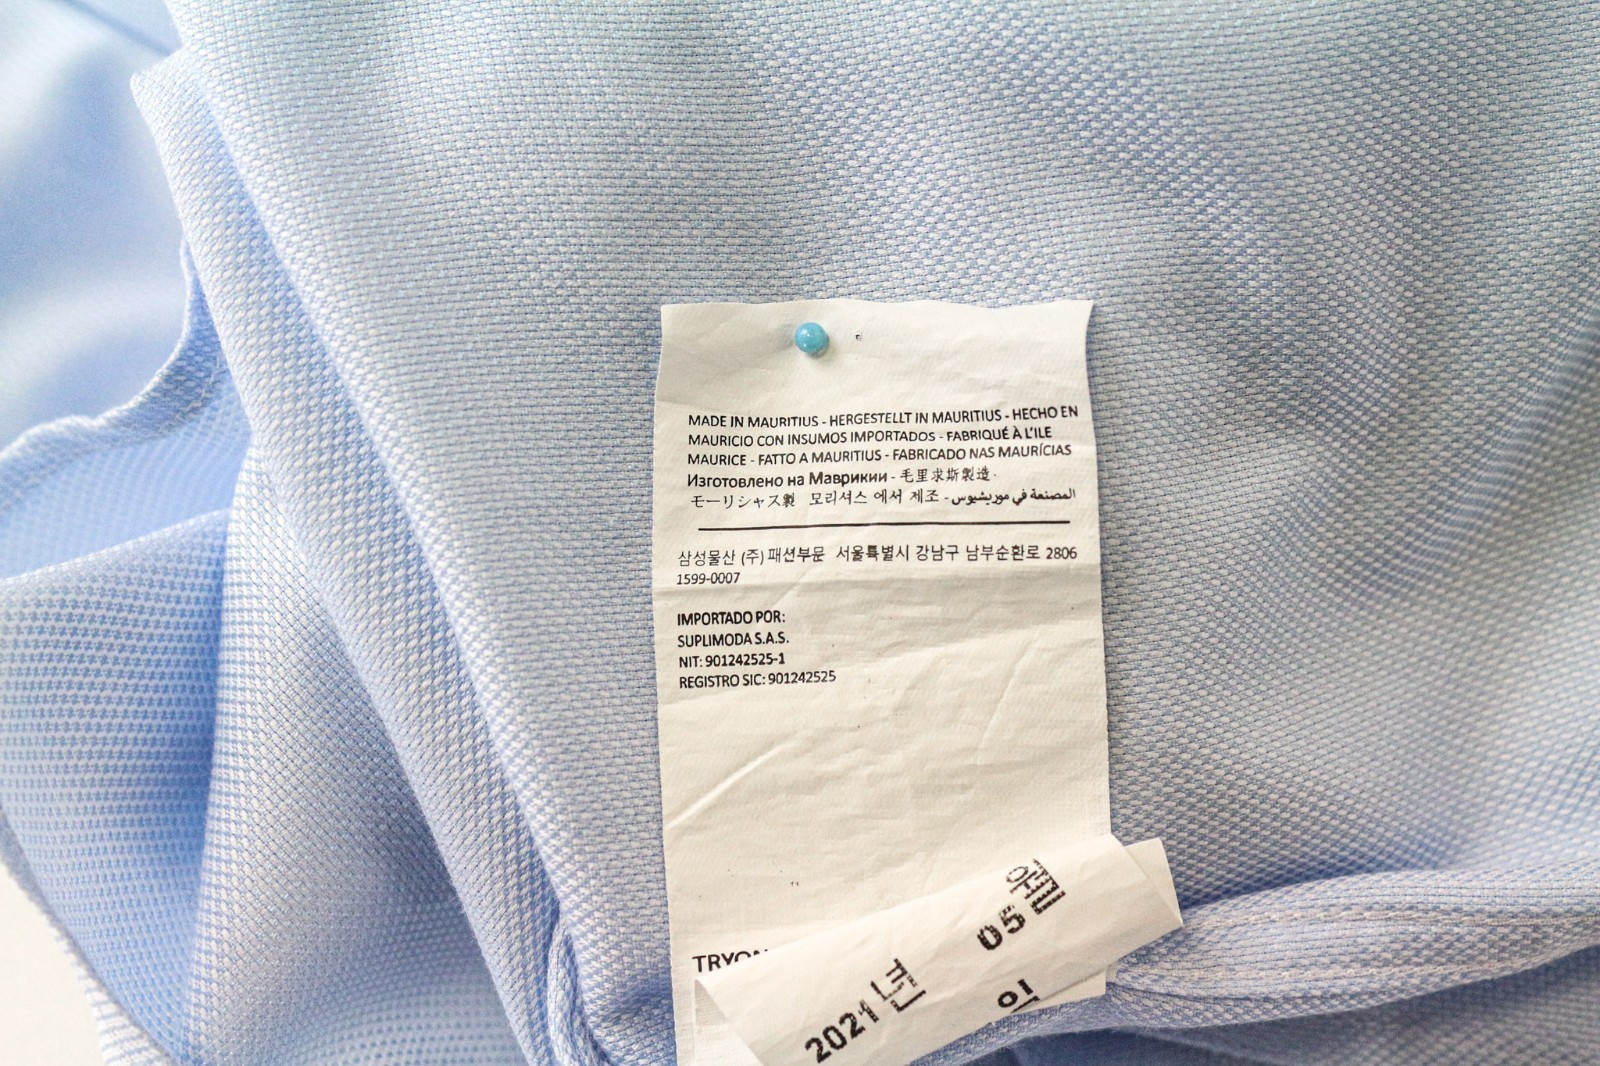 MADE IN MAURITIUS - HERGESTELLT IN MAURITIUS - HECHO EN
MAURICIO CON INSUMOS IMPORTADOS - FABRIQUÉ À L'ILE
MAURICE - FATTO A MAURITIUS - FABRICADO NAS MAURÍCIAS
Изготовлено на Маврикии - 毛里求斯製造 -
モーリシャス製 모리셔스 에서 제조 - المصنعة في موريشيوس
삼성물산 (주) 패션부문 서울특별시 강남구 남부순환로 2806
1599-0007
IMPORTADO POR:
SUPLIMODA S.A.S.
NIT: 901242525-1
REGISTRO SIC: 901242525
2021 년 05